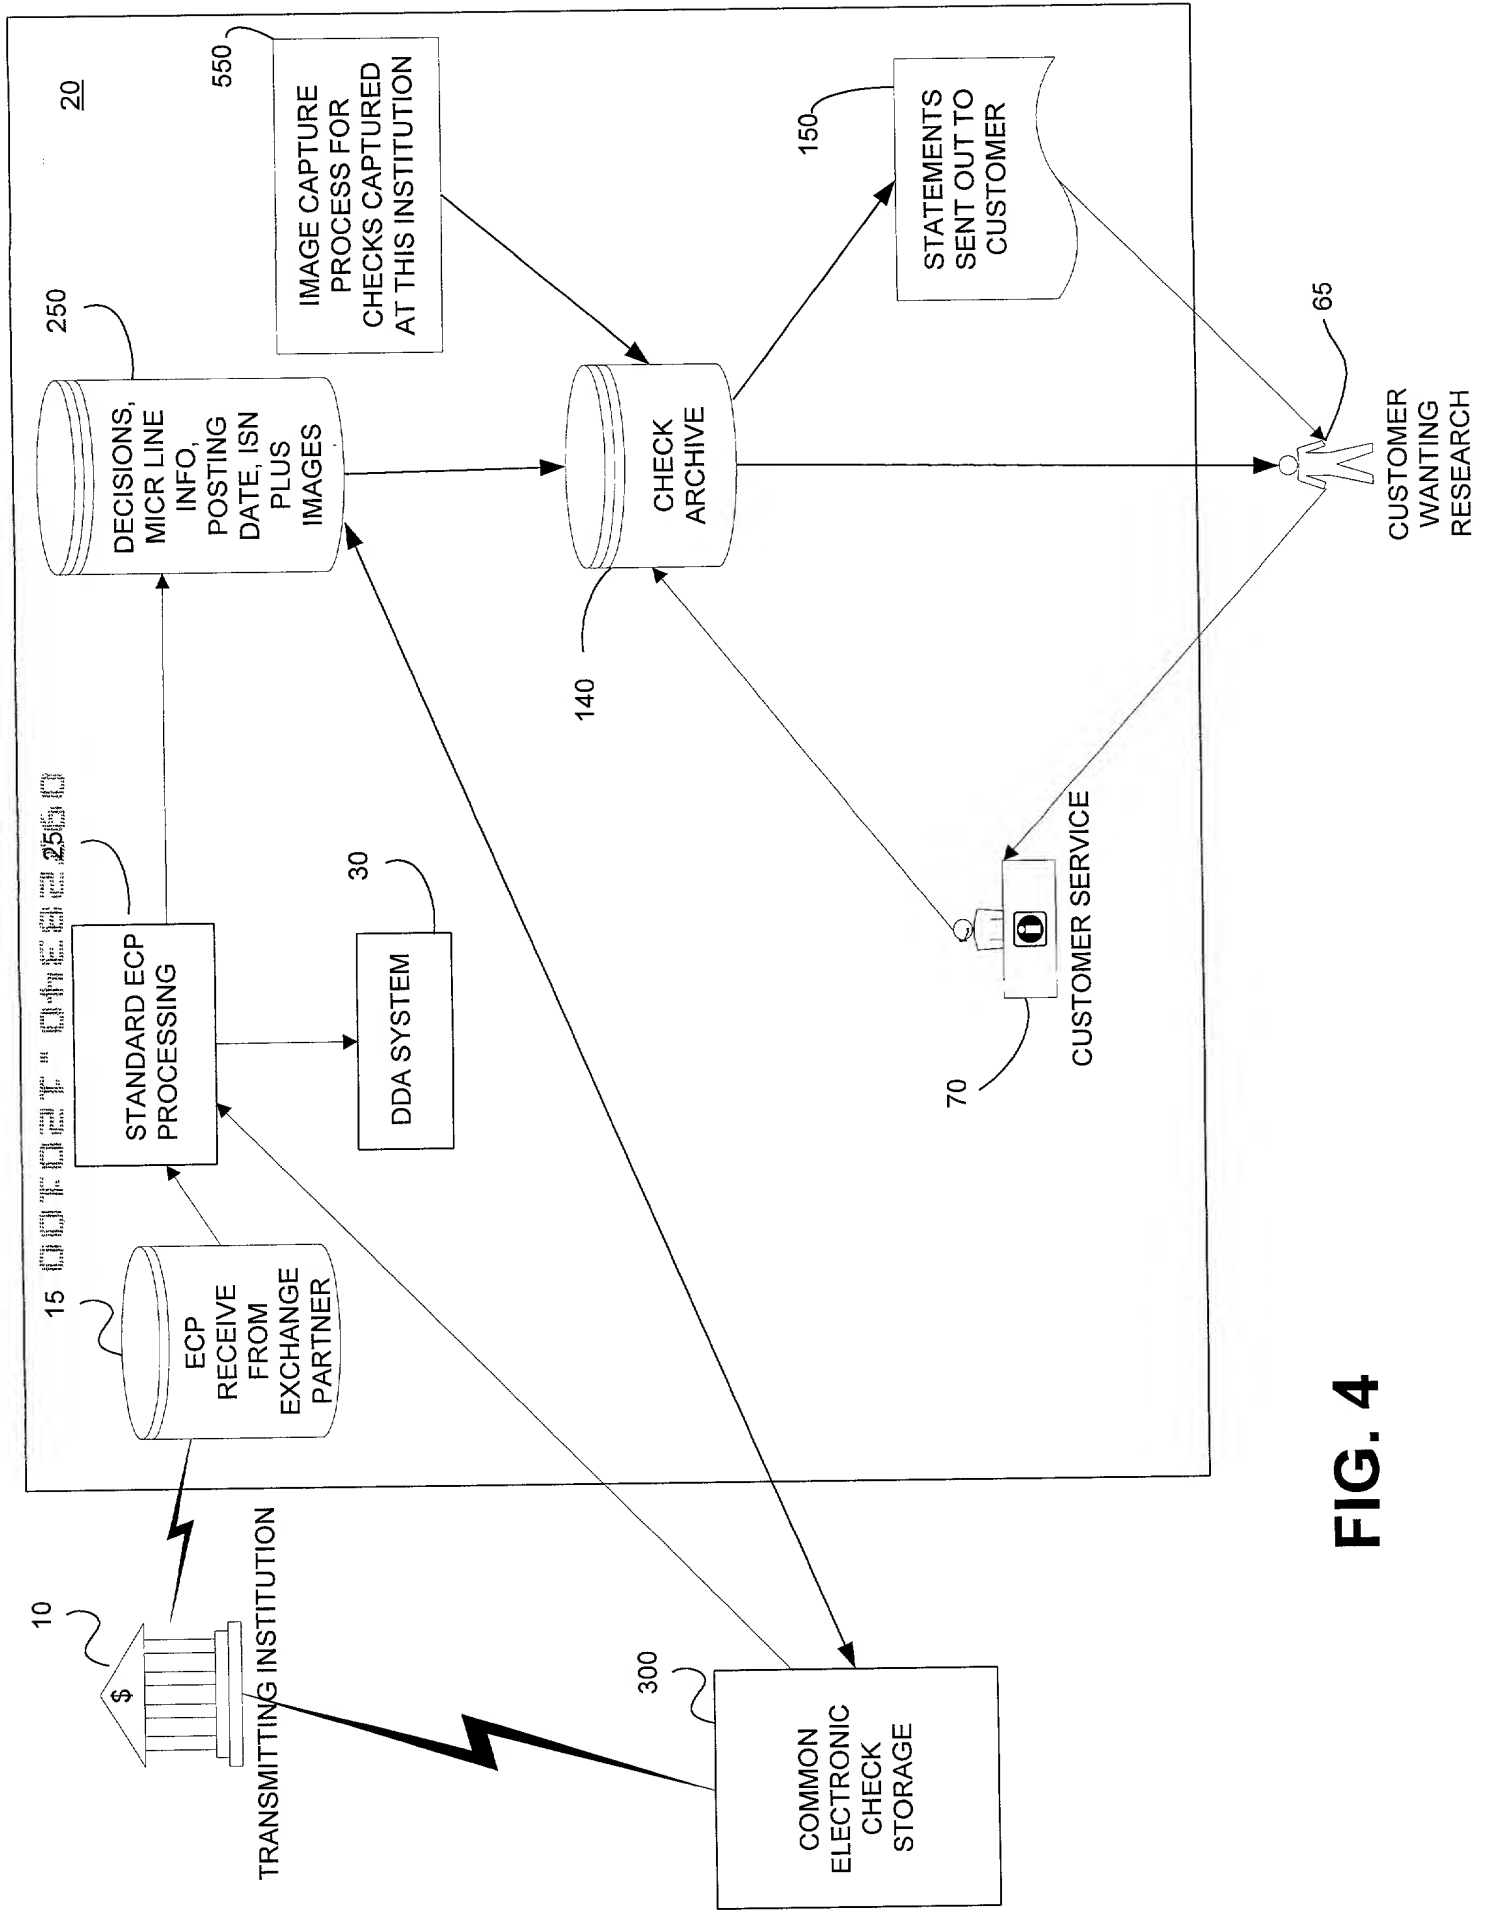 10
$
TRANSMITTING INSTITUTION
15
ECP
RECEIVE
FROM
EXCHANGE
PARTNER
STANDARD ECP
PROCESSING
30
DDA SYSTEM
250
DECISIONS,
MICR LINE
INFO,
POSTING
DATE, ISN
PLUS
IMAGES
20
550
IMAGE CAPTURE
PROCESS FOR
CHECKS CAPTURED
AT THIS INSTITUTION
300
COMMON
ELECTRONIC
CHECK
STORAGE
140
CHECK
ARCHIVE
150
STATEMENTS
SENT OUT TO
CUSTOMER
70
i
CUSTOMER SERVICE
65
CUSTOMER
WANTING
RESEARCH
FIG. 4